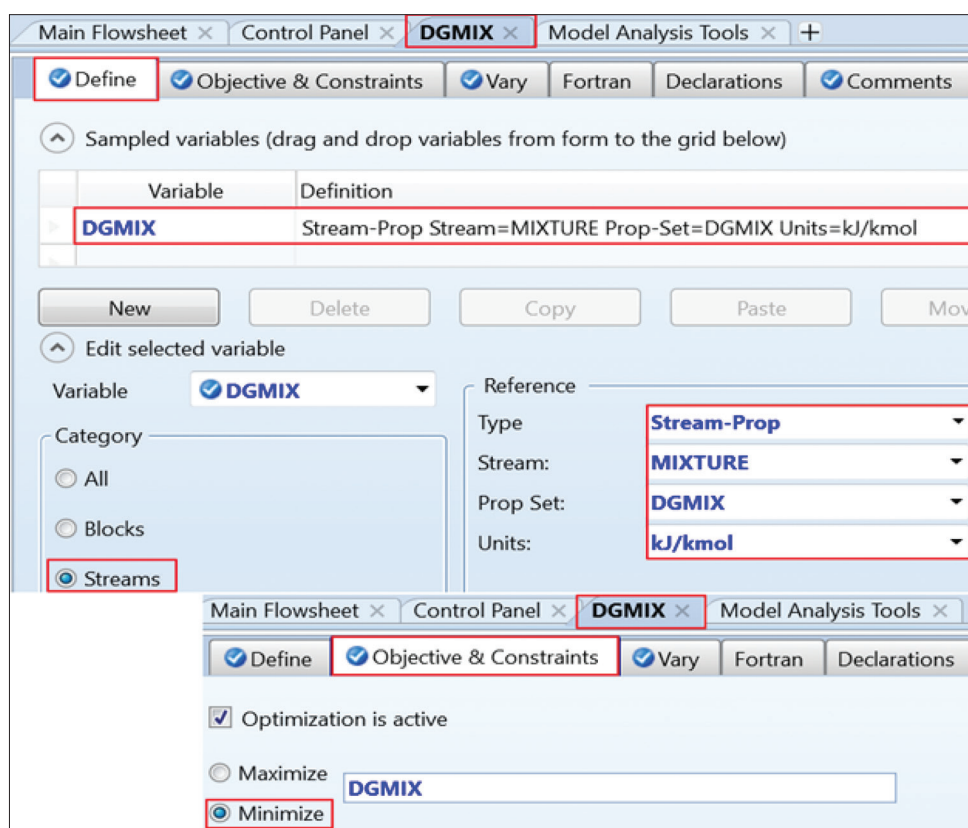 Main Flowsheet × Control Panel × DGMIX × Model Analysis Tools × +
Define Objective & Constraints Vary Fortran Declarations Comments
Sampled variables (drag and drop variables from form to the grid below)
Variable Definition
DGMIX Stream-Prop Stream=MIXTURE Prop-Set=DGMIX Units=kJ/kmol
New Delete Copy Paste Mov
Edit selected variable
Variable DGMIX
Category
All
Blocks
Streams
Reference
Type Stream-Prop
Stream: MIXTURE
Prop Set: DGMIX
Units: kJ/kmol
Main Flowsheet × Control Panel × DGMIX × Model Analysis Tools ×
Define Objective & Constraints Vary Fortran Declarations
Optimization is active
Maximize
DGMIX
Minimize